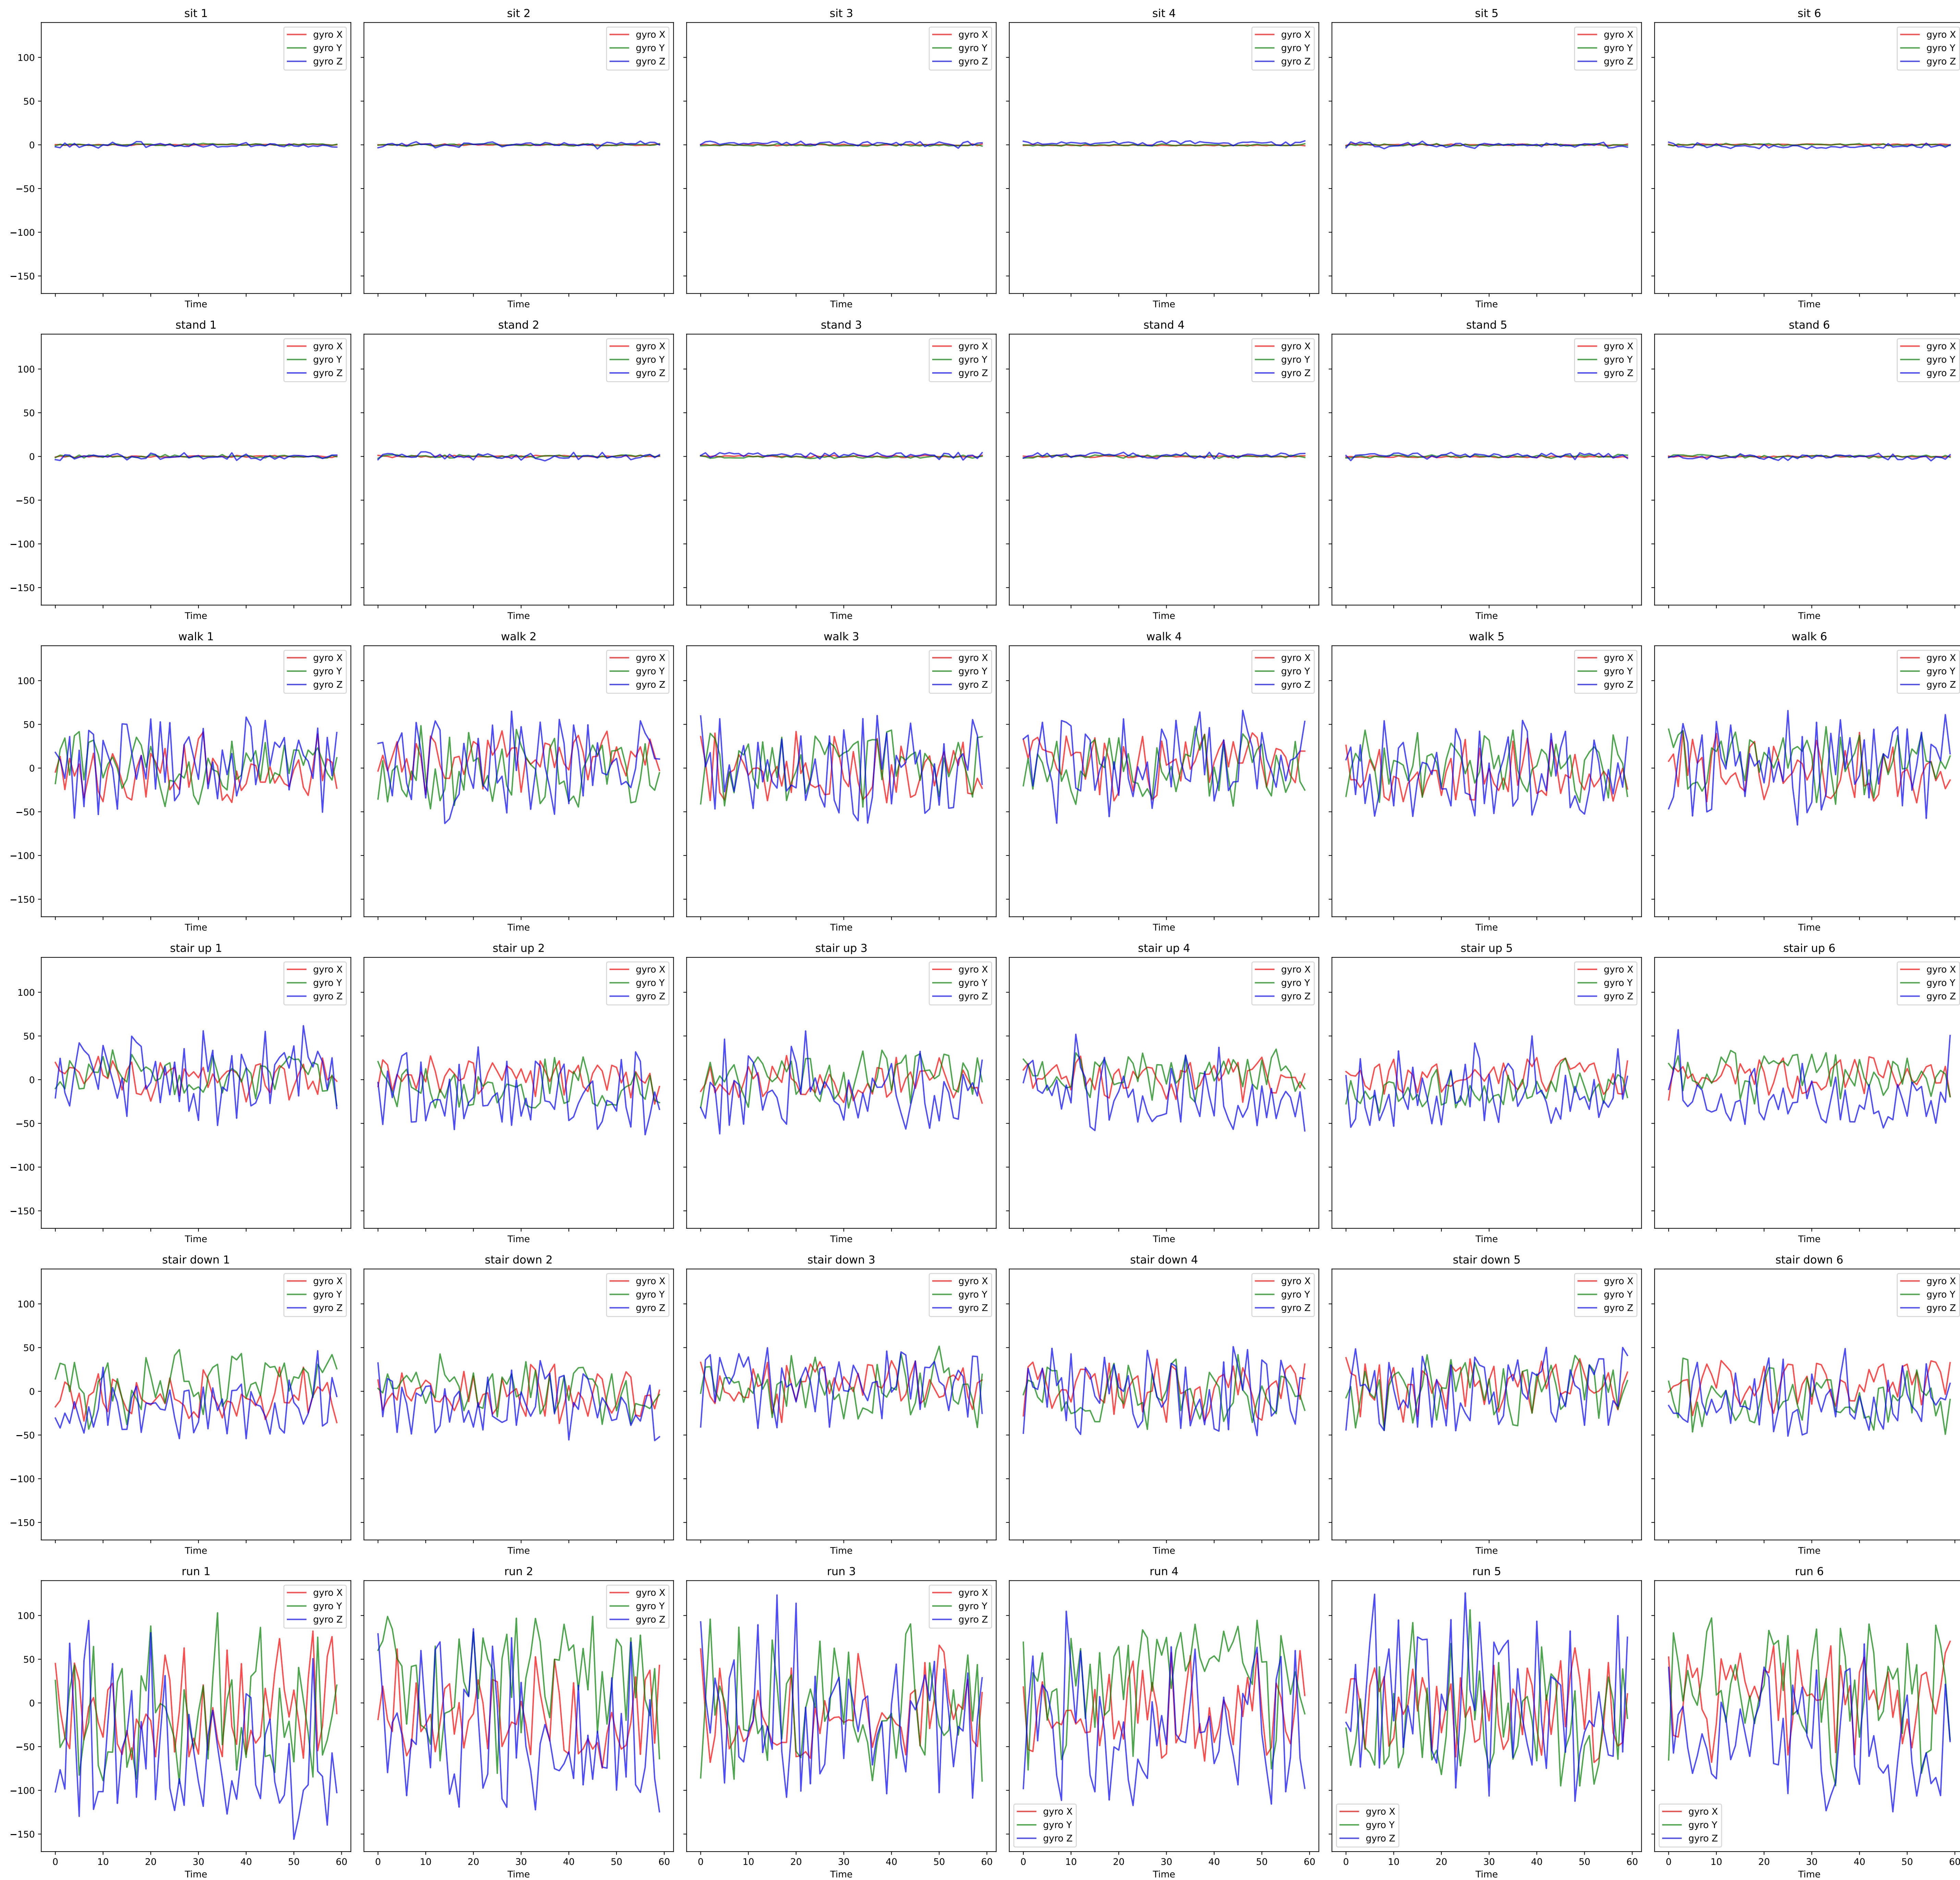 sit 1 sit 2 sit 3 sit 4 sit 5 sit 6
gyro X gyro X gyro X gyro X gyro X gyro X
gyro Y gyro Y gyro Y gyro Y gyro Y gyro Y
gyro Z gyro Z gyro Z gyro Z gyro Z gyro Z
100
50
0
−50
−100
−150
Time Time Time Time Time Time
stand 1 stand 2 stand 3 stand 4 stand 5 stand 6
gyro X gyro X gyro X gyro X gyro X gyro X
gyro Y gyro Y gyro Y gyro Y gyro Y gyro Y
gyro Z gyro Z gyro Z gyro Z gyro Z gyro Z
100
50
0
−50
−100
−150
Time Time Time Time Time Time
walk 1 walk 2 walk 3 walk 4 walk 5 walk 6
gyro X gyro X gyro X gyro X gyro X gyro X
gyro Y gyro Y gyro Y gyro Y gyro Y gyro Y
gyro Z gyro Z gyro Z gyro Z gyro Z gyro Z
100
50
0
−50
−100
−150
Time Time Time Time Time Time
stair up 1 stair up 2 stair up 3 stair up 4 stair up 5 stair up 6
gyro X gyro X gyro X gyro X gyro X gyro X
gyro Y gyro Y gyro Y gyro Y gyro Y gyro Y
gyro Z gyro Z gyro Z gyro Z gyro Z gyro Z
100
50
0
−50
−100
−150
Time Time Time Time Time Time
stair down 1 stair down 2 stair down 3 stair down 4 stair down 5 stair down 6
gyro X gyro X gyro X gyro X gyro X gyro X
gyro Y gyro Y gyro Y gyro Y gyro Y gyro Y
gyro Z gyro Z gyro Z gyro Z gyro Z gyro Z
100
50
0
−50
−100
−150
Time Time Time Time Time Time
run 1 run 2 run 3 run 4 run 5 run 6
gyro X gyro X gyro X
gyro Y gyro Y gyro Y
gyro Z gyro Z gyro Z
100
50
0
−50
−100
gyro X gyro X gyro X
gyro Y gyro Y gyro Y
−150 gyro Z gyro Z gyro Z
0 10 20 30 40 50 60 0 10 20 30 40 50 60 0 10 20 30 40 50 60 0 10 20 30 40 50 60 0 10 20 30 40 50 60 0 10 20 30 40 50 60
Time Time Time Time Time Time